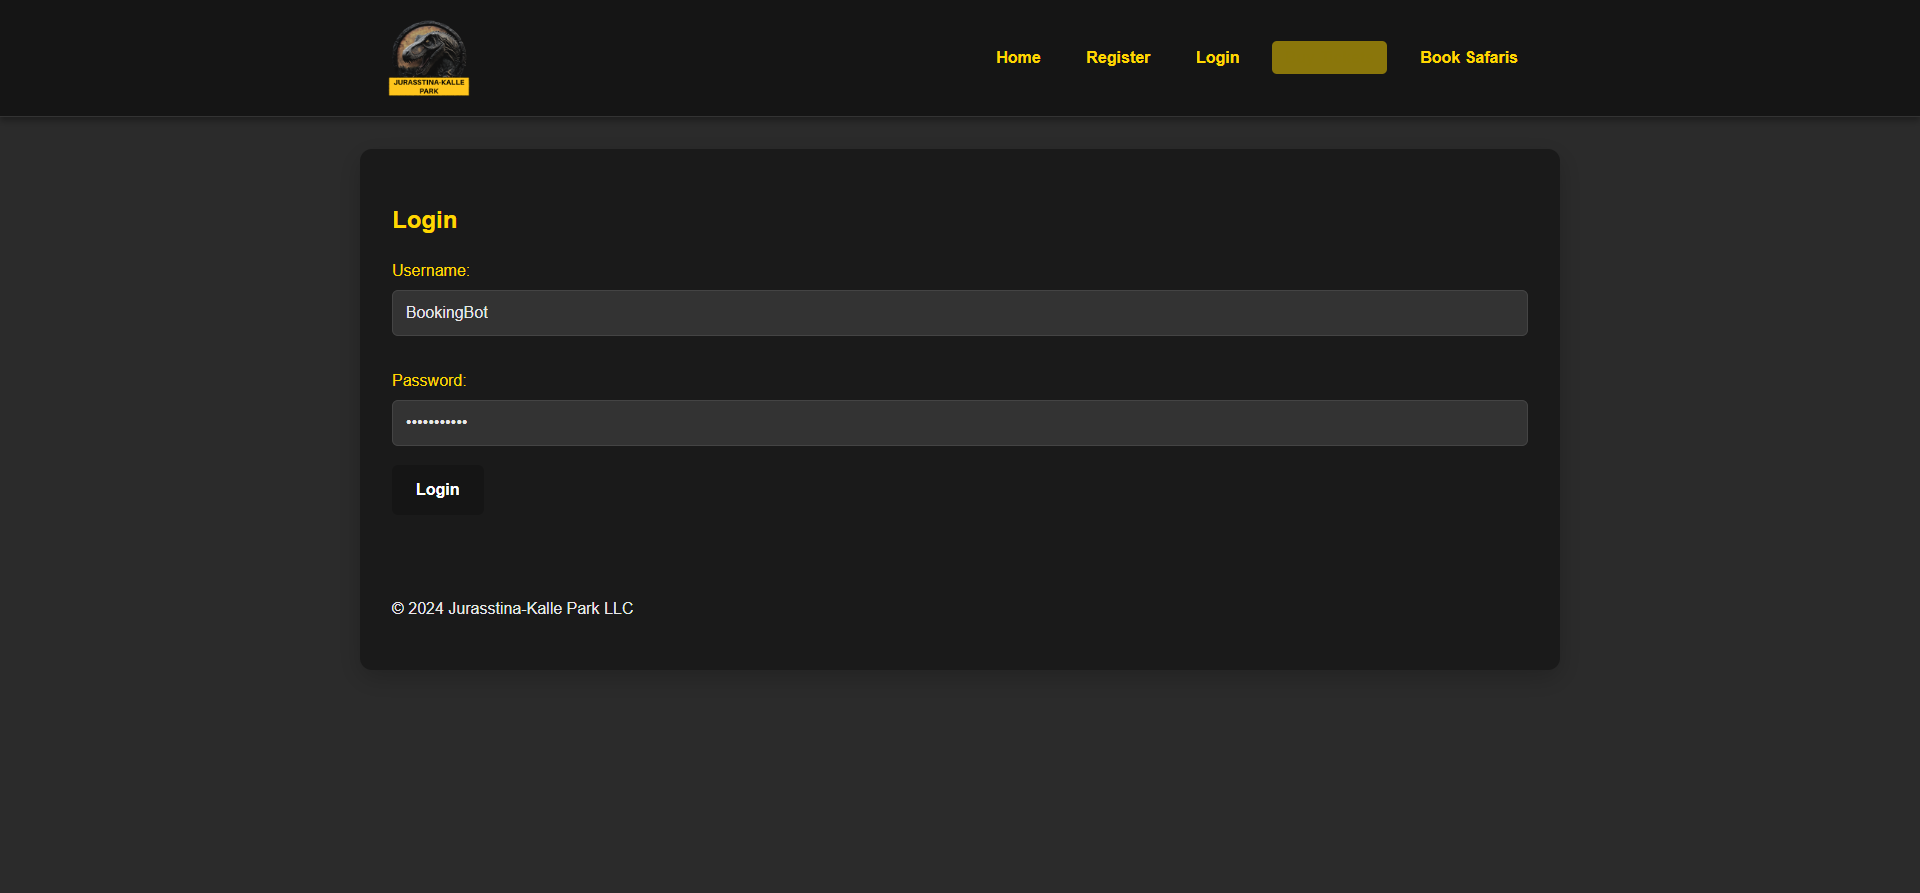 JURASSTINA-KALLE
PARK
Home
Register
Login
Book Safaris
Login
Username:
BookingBot
Password:
•••••••••••
Login
© 2024 Jurasstina-Kalle Park LLC